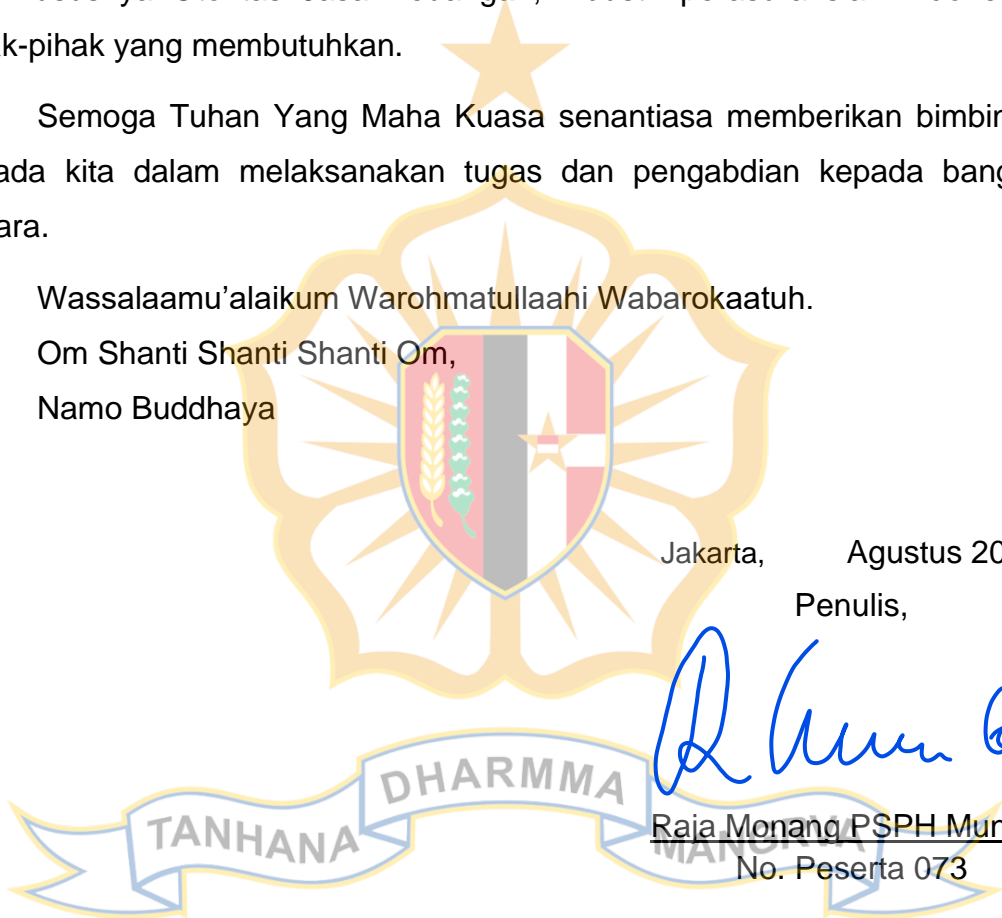 k-pihak yang membutuhkan.
Semoga Tuhan Yang Maha Kuasa senantiasa memberikan bimbin
ada kita dalam melaksanakan tugas dan pengabdian kepada bang
ara.
Wassalaamu’alaikum Warohmatullaahi Wabarokaatuh.
Om Shanti Shanti Shanti Om,
Namo Buddhaya
Jakarta, Agustus 20
Penulis,
Raja Monang PSPH Mun
No. Peserta 073
TANHANA DHARMMA MANGRVA